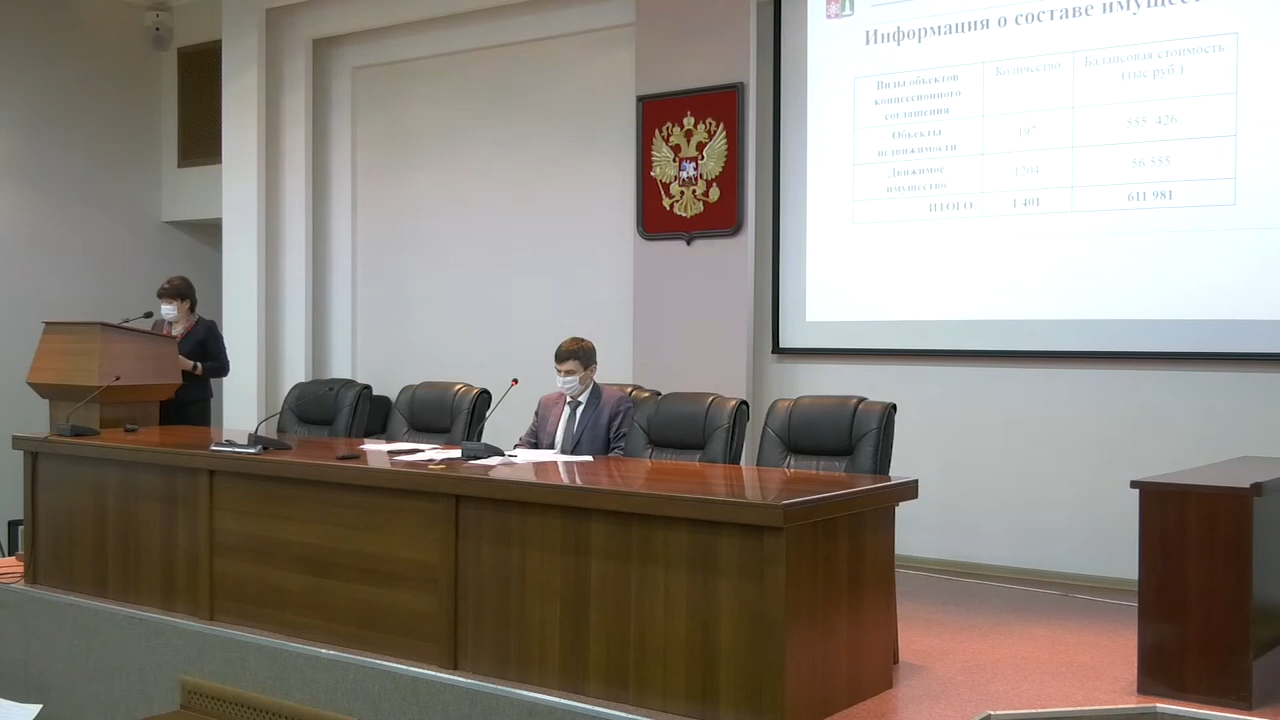 Информация о составе имущест
Виды объектов концессионного соглашения
Количество
Балансовая стоимость (тыс.руб.)
Объекты недвижимости
197
555 426
Движимое имущество
1204
56 555
ИТОГО
1 401
611 981